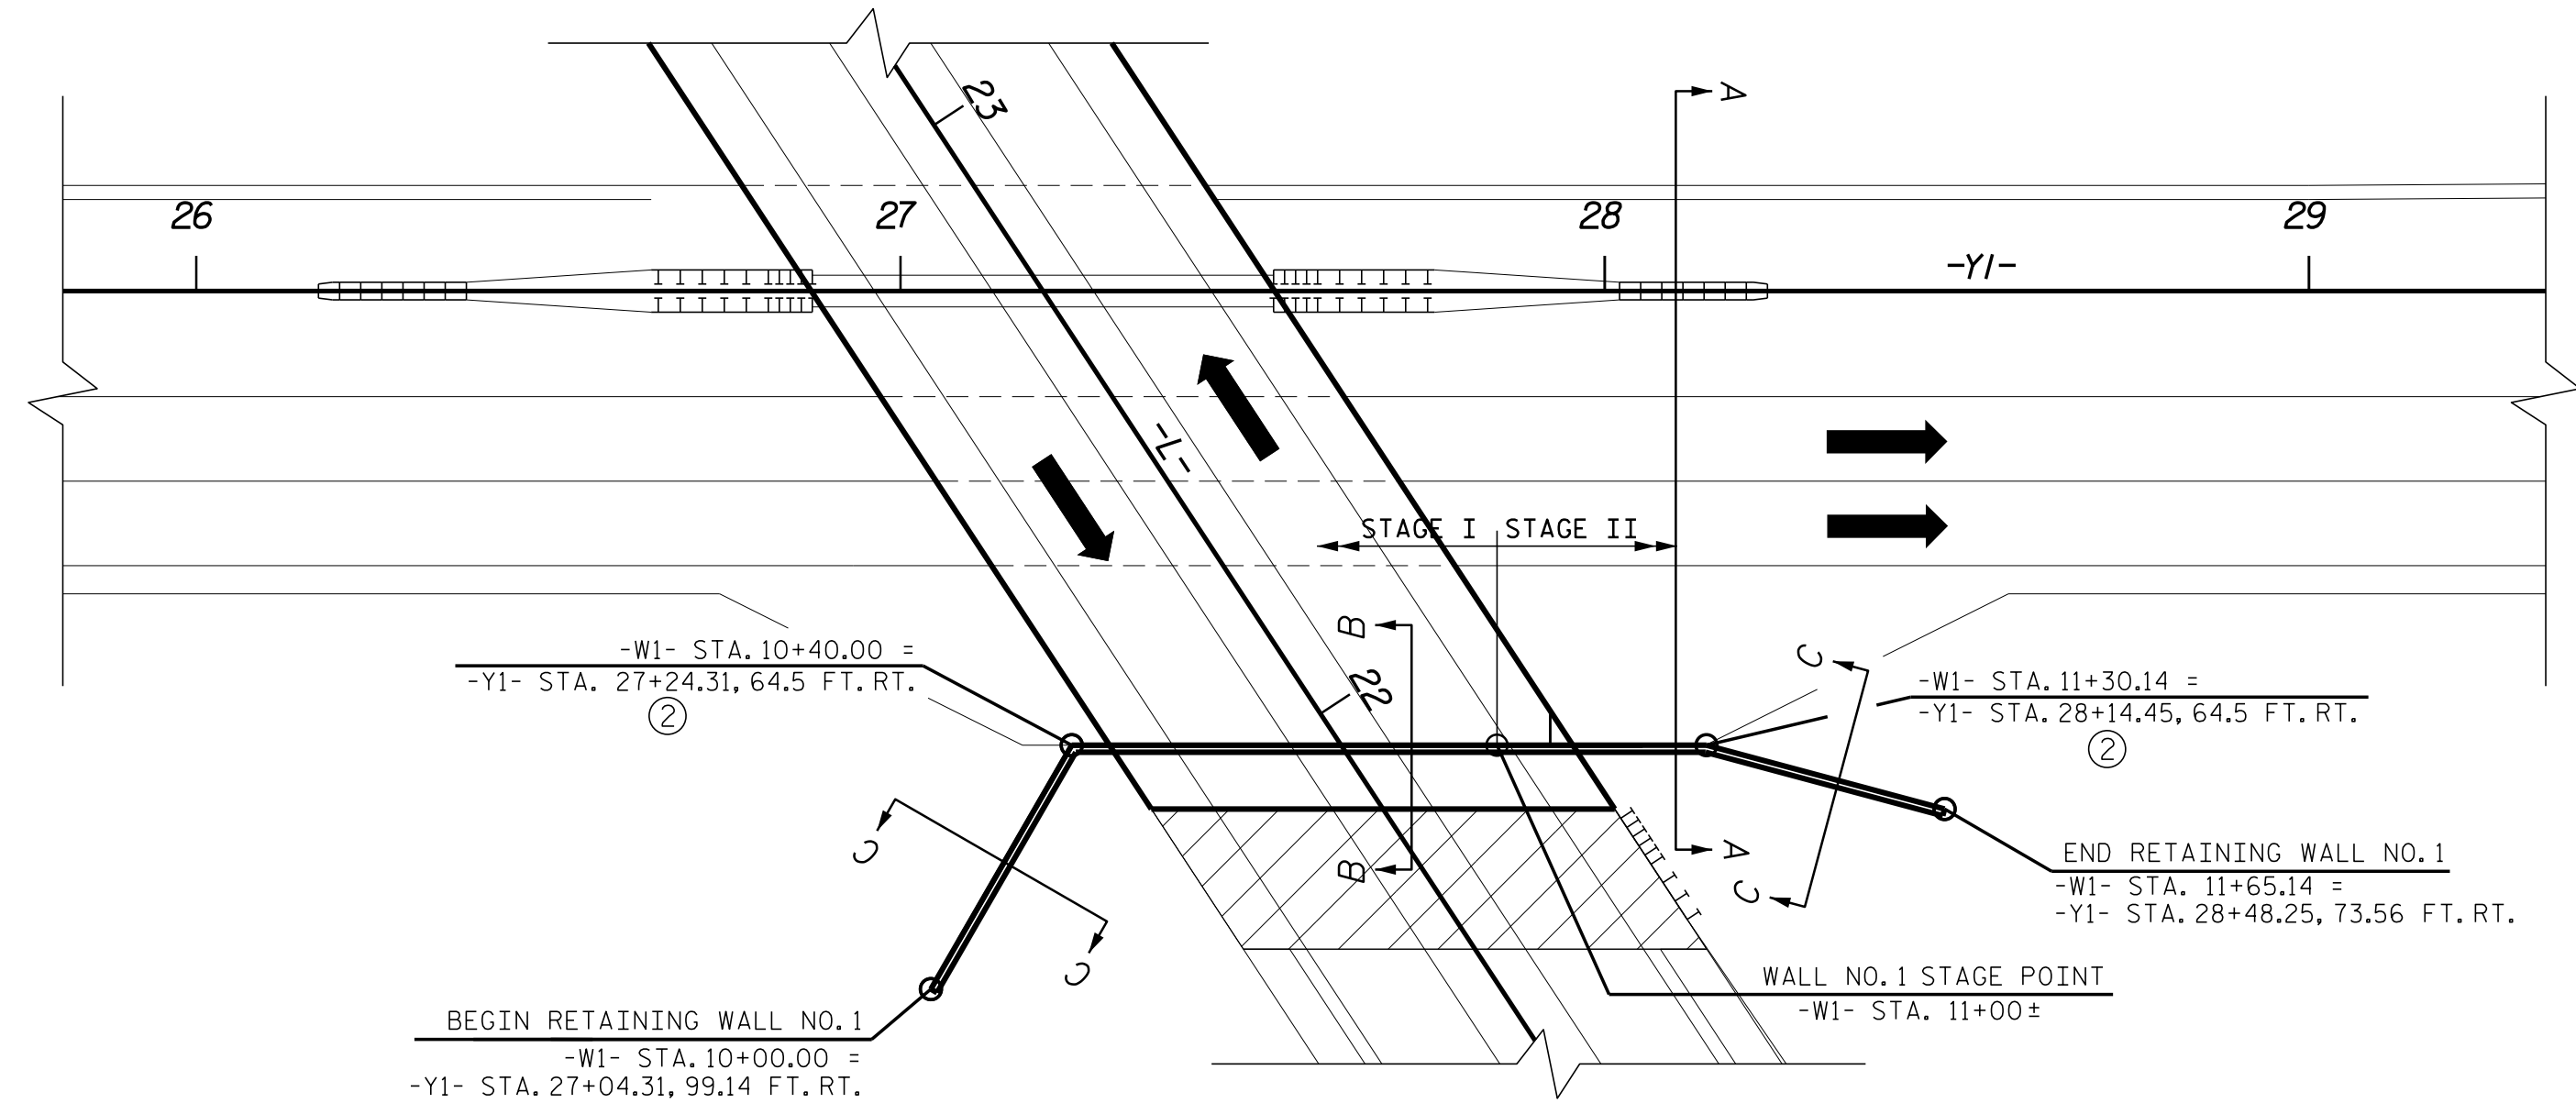 23
A
26
27
28
29
-Y1-
-L-
STAGE I STAGE II
B
22
C
-W1- STA. 10+40.00 =
-Y1- STA. 27+24.31, 64.5 FT. RT.
2
-W1- STA. 11+30.14 =
-Y1- STA. 28+14.45, 64.5 FT. RT.
2
C
B
A
C
END RETAINING WALL NO. 1
-W1- STA. 11+65.14 =
-Y1- STA. 28+48.25, 73.56 FT. RT.
C
WALL NO. 1 STAGE POINT
-W1- STA. 11+00±
BEGIN RETAINING WALL NO. 1
-W1- STA. 10+00.00 =
-Y1- STA. 27+04.31, 99.14 FT. RT.